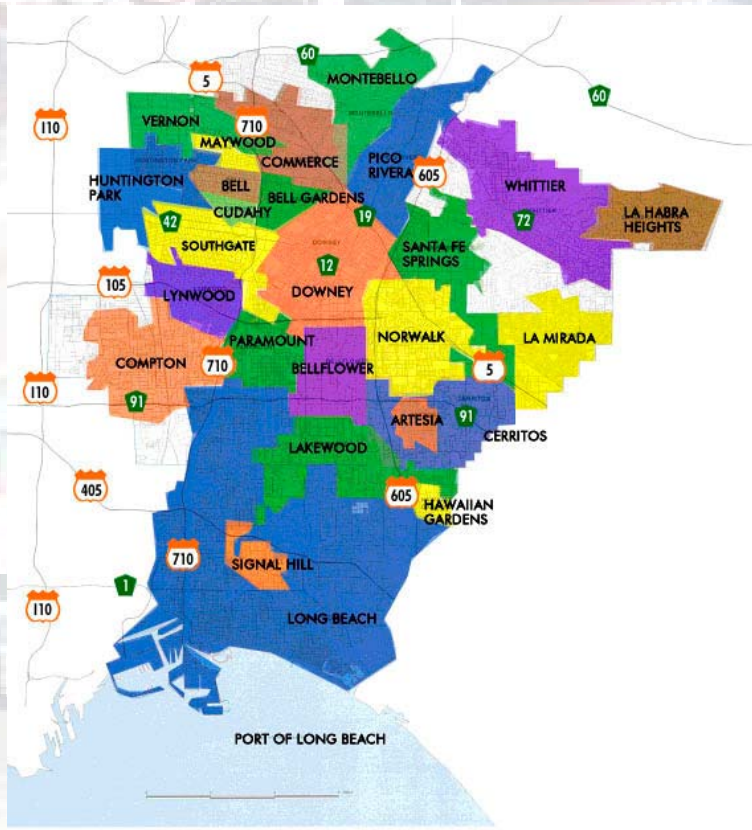 60
MONTEBELLO
5
60
110
VERNON
710
MAYWOOD
COMMERCE
PICO
RIVERA
605
HUNTINGTON
PARK
BELL
BELL GARDENS
WHITTIER
CUDAHY
42
19
72
LA HABRA
HEIGHTS
SOUTHGATE
SANTA FE
SPRINGS
12
105
LYNWOOD
DOWNEY
PARAMOUNT
NORWALK
LA MIRADA
COMPTON
710
BELLFLOWER
5
110
91
ARTESIA
91
CERRITOS
LAKEWOOD
405
605
HAWAIIAN
GARDENS
710
SIGNAL HILL
1
110
LONG BEACH
PORT OF LONG BEACH